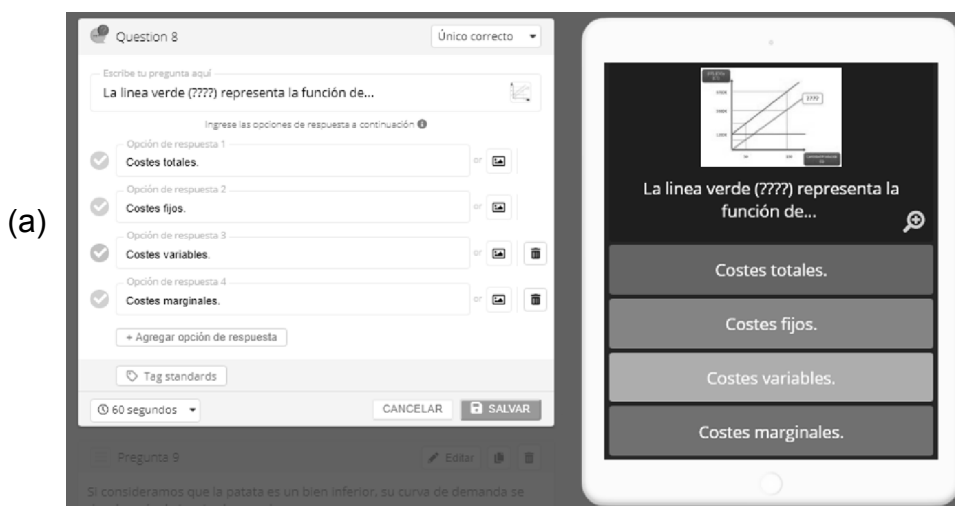 (a)
Question 8
Único correcto
Escribe tu pregunta aquí
La linea verde (????) representa la función de...
Ingrese las opciones de respuesta a continuación
Opción de respuesta 1
Costes totales.
or
Opción de respuesta 2
Costes fijos.
or
Opción de respuesta 3
Costes variables.
or
Opción de respuesta 4
Costes marginales.
or
+ Agregar opción de respuesta
Tag standards
60 segundos
CANCELAR
SALVAR
Pregunta 9
Editar
Si consideramos que la patata es un bien inferior, su curva de demanda se
????
La linea verde (????) representa la
función de...
Costes totales.
Costes fijos.
Costes variables.
Costes marginales.